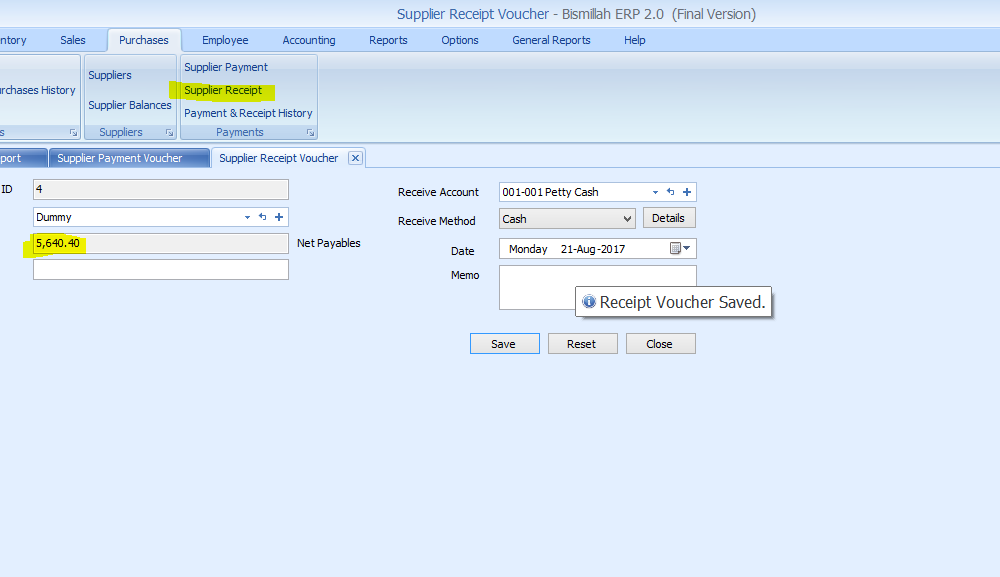 Supplier Receipt Voucher - Bismillah ERP 2.0 (Final Version)
ntory Sales Purchases Employee Accounting Reports Options General Reports Help
Supplier Payment
Suppliers
urchases History Supplier Receipt
Supplier Balances
Payment & Receipt History
s Suppliers Payments
port Supplier Payment Voucher Supplier Receipt Voucher
ID 4 Receive Account 001-001 Petty Cash
Dummy Receive Method Cash Details
5,640.40 Net Payables Date Monday 21-Aug-2017
Memo
Receipt Voucher Saved.
Save Reset Close